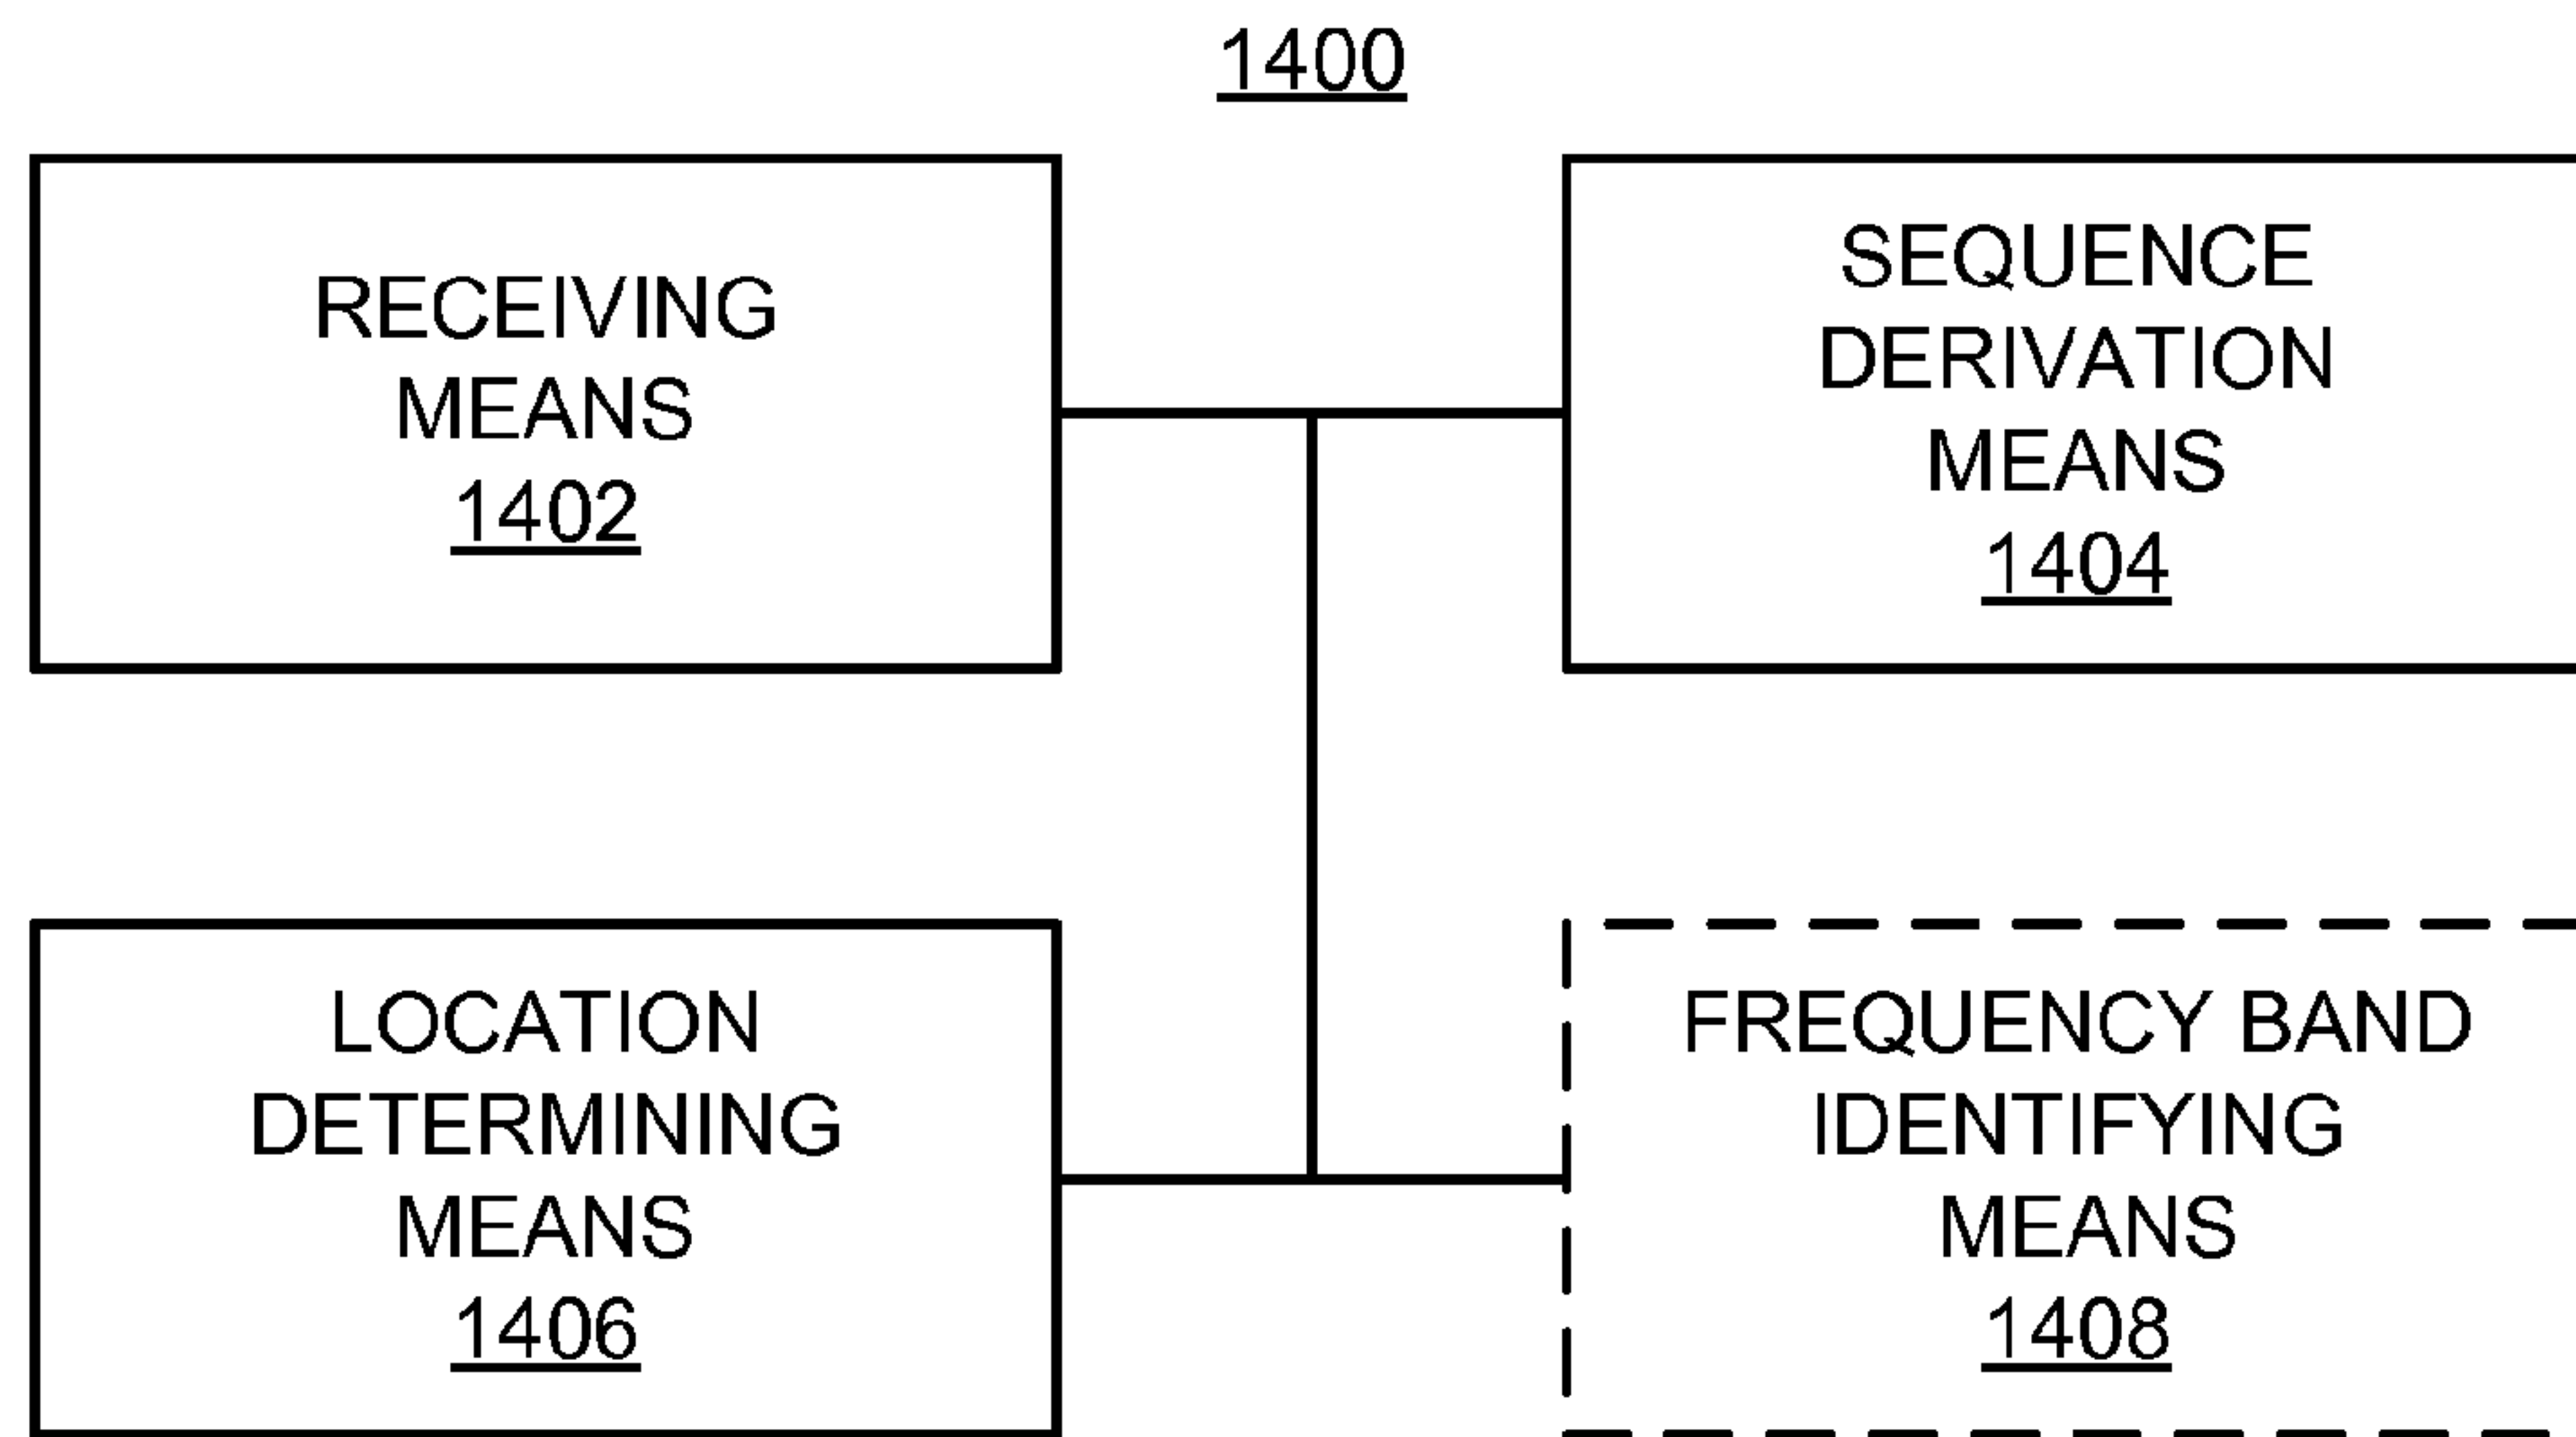 1400
RECEIVING
MEANS
1402
SEQUENCE
DERIVATION
MEANS
1404
LOCATION
DETERMINING
MEANS
1406
FREQUENCY BAND
IDENTIFYING
MEANS
1408